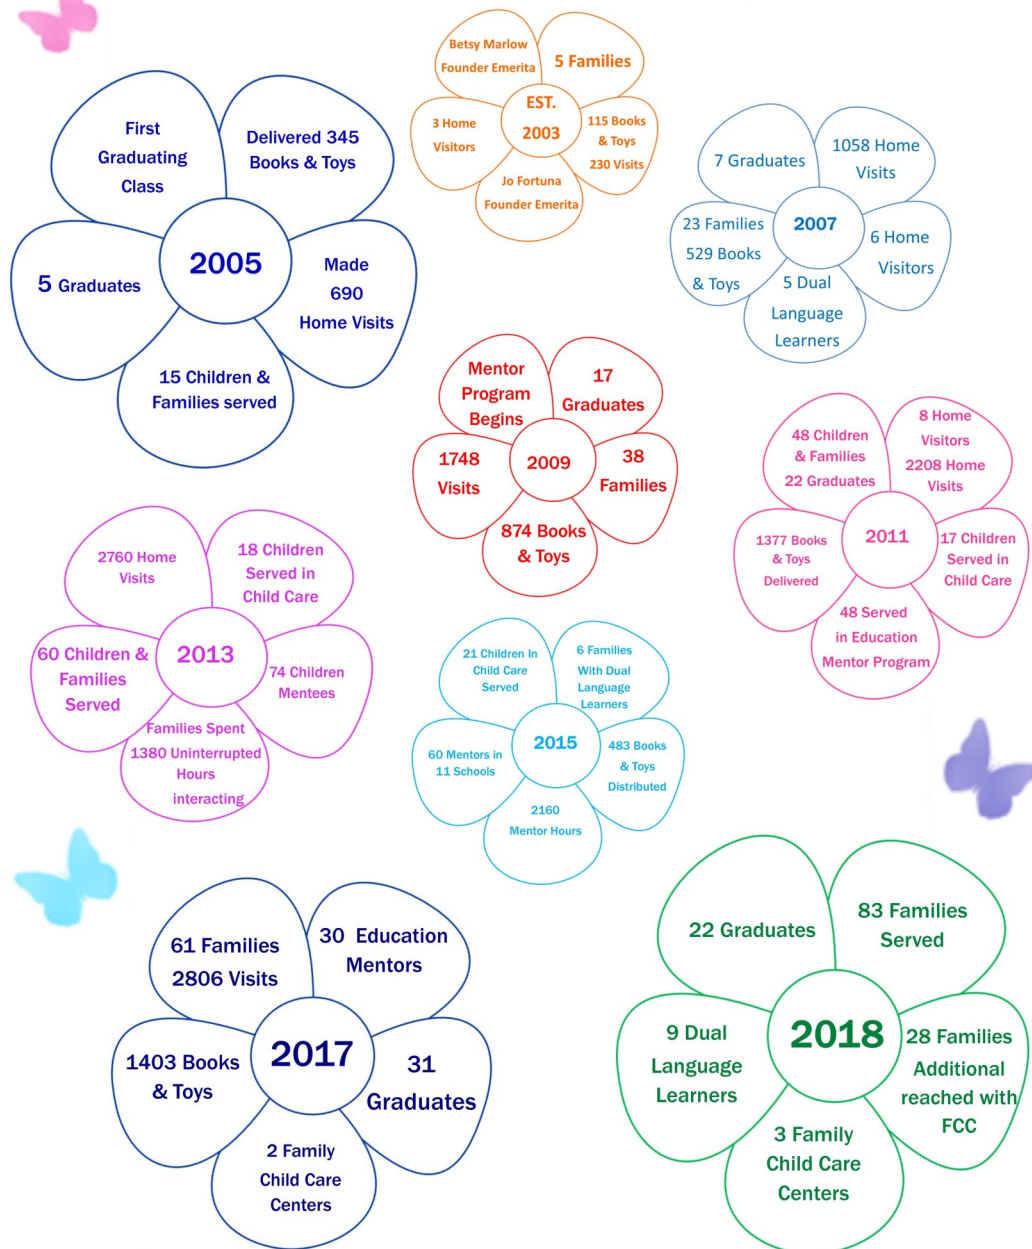 Betsy Marlow
Founder Emerita
5 Families
EST.
2003
3 Home
Visitors
115 Books
& Toys
230 Visits
Jo Fortuna
Founder Emerita
First
Graduating
Class
Delivered 345
Books & Toys
2005
5 Graduates
Made
690
Home Visits
15 Children &
Families served
7 Graduates
1058 Home
Visits
2007
23 Families
529 Books
& Toys
6 Home
Visitors
5 Dual
Language
Learners
Mentor
Program
Begins
17
Graduates
2009
1748
Visits
38
Families
874 Books
& Toys
48 Children
& Families
22 Graduates
8 Home
Visitors
2208 Home
Visits
2011
1377 Books
& Toys
Delivered
17 Children
Served in
Child Care
48 Served
in Education
Mentor Program
2760 Home
Visits
18 Children
Served in
Child Care
2013
60 Children &
Families
Served
74 Children
Mentees
Families Spent
1380 Uninterrupted
Hours
interacting
21 Children In
Child Care
Served
6 Families
With Dual
Language
Learners
2015
60 Mentors in
11 Schools
483 Books
& Toys
Distributed
2160
Mentor Hours
61 Families
2806 Visits
30 Education
Mentors
2017
1403 Books
& Toys
31
Graduates
2 Family
Child Care
Centers
22 Graduates
83 Families
Served
2018
9 Dual
Language
Learners
28 Families
Additional
reached with
FCC
3 Family
Child Care
Centers